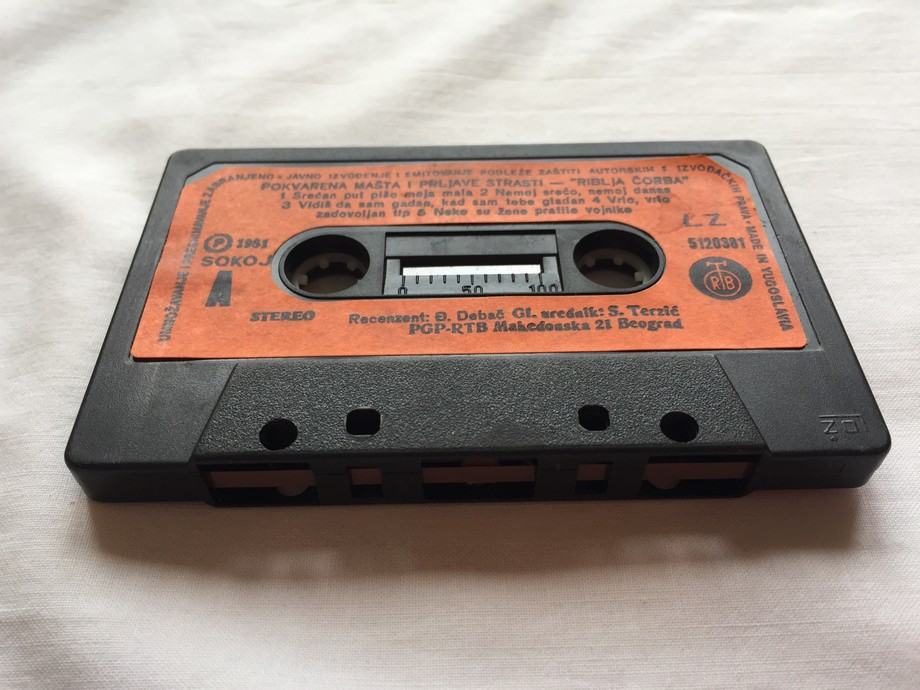 UMNOŽAVANJE I PRESNIMAVANJE ZABRANJENO • JAVNO IZVOĐENJE I EMITOVANJE PODLEŽE ZAŠTITI AUTORSKIH I IZVOĐAČKIH PRAVA • MADE IN YUGOSLAVIA
POKVARENA MAŠTA I PRLJAVE STRASTI — "RIBLJA ČORBA"
1 Srećan put pišo moja mala 2 Nemoj srećo, nemoj danas
3 Vidiš da sam gadan, kad sam tebe gledan 4 Vrlo, vrlo
zadovoljan tip 5 Neke su žene pratile vojnike
LZ
Ⓟ 1981
5120381
SOKOJ
RTB
A
0 50 100
STEREO
Recenzent: Đ. Debač Gl. urednik: S. Terzić
PGP-RTB Makedonska 21 Beograd